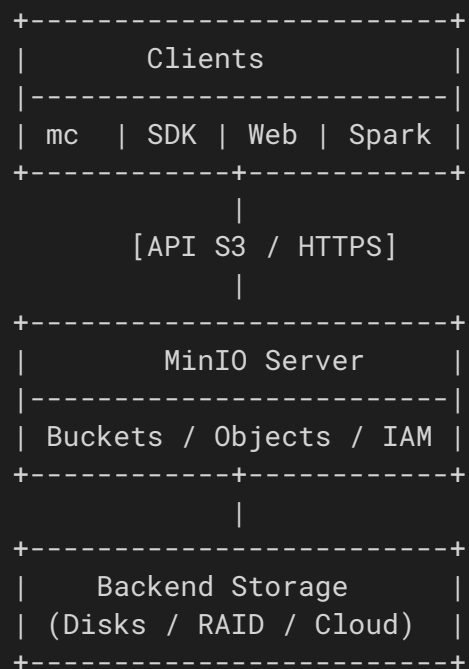 +-------------------------+
|       Clients           |
|-------------------------|
| mc  | SDK | Web | Spark |
+------------+------------+
             |
       [API S3 / HTTPS]
             |
+-------------------------+
|        MinIO Server     |
|-------------------------|
| Buckets / Objects / IAM |
+------------+------------+
             |
+-------------------------+
|    Backend Storage      |
| (Disks / RAID / Cloud)  |
+-------------------------+